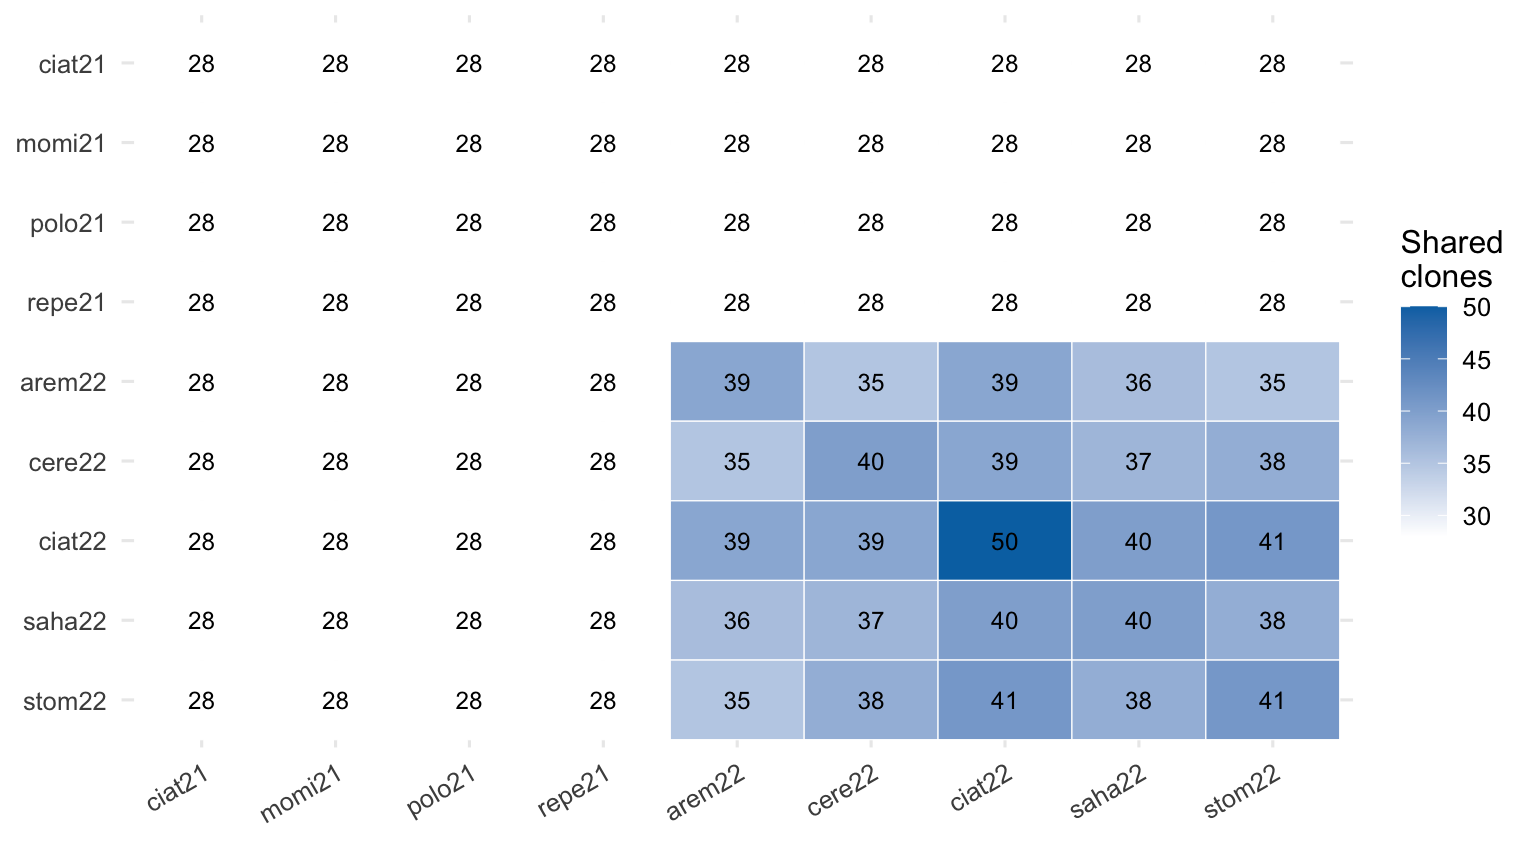 ciat21 28 28 28 28 28 28 28 28 28
momi21 28 28 28 28 28 28 28 28 28
polo21 28 28 28 28 28 28 28 28 28
repe21 28 28 28 28 28 28 28 28 28
arem22 28 28 28 28 39 35 39 36 35
cere22 28 28 28 28 35 40 39 37 38
ciat22 28 28 28 28 39 39 50 40 41
saha22 28 28 28 28 36 37 40 40 38
stom22 28 28 28 28 35 38 41 38 41
ciat21 momi21 polo21 repe21 arem22 cere22 ciat22 saha22 stom22
Shared
clones
50
45
40
35
30